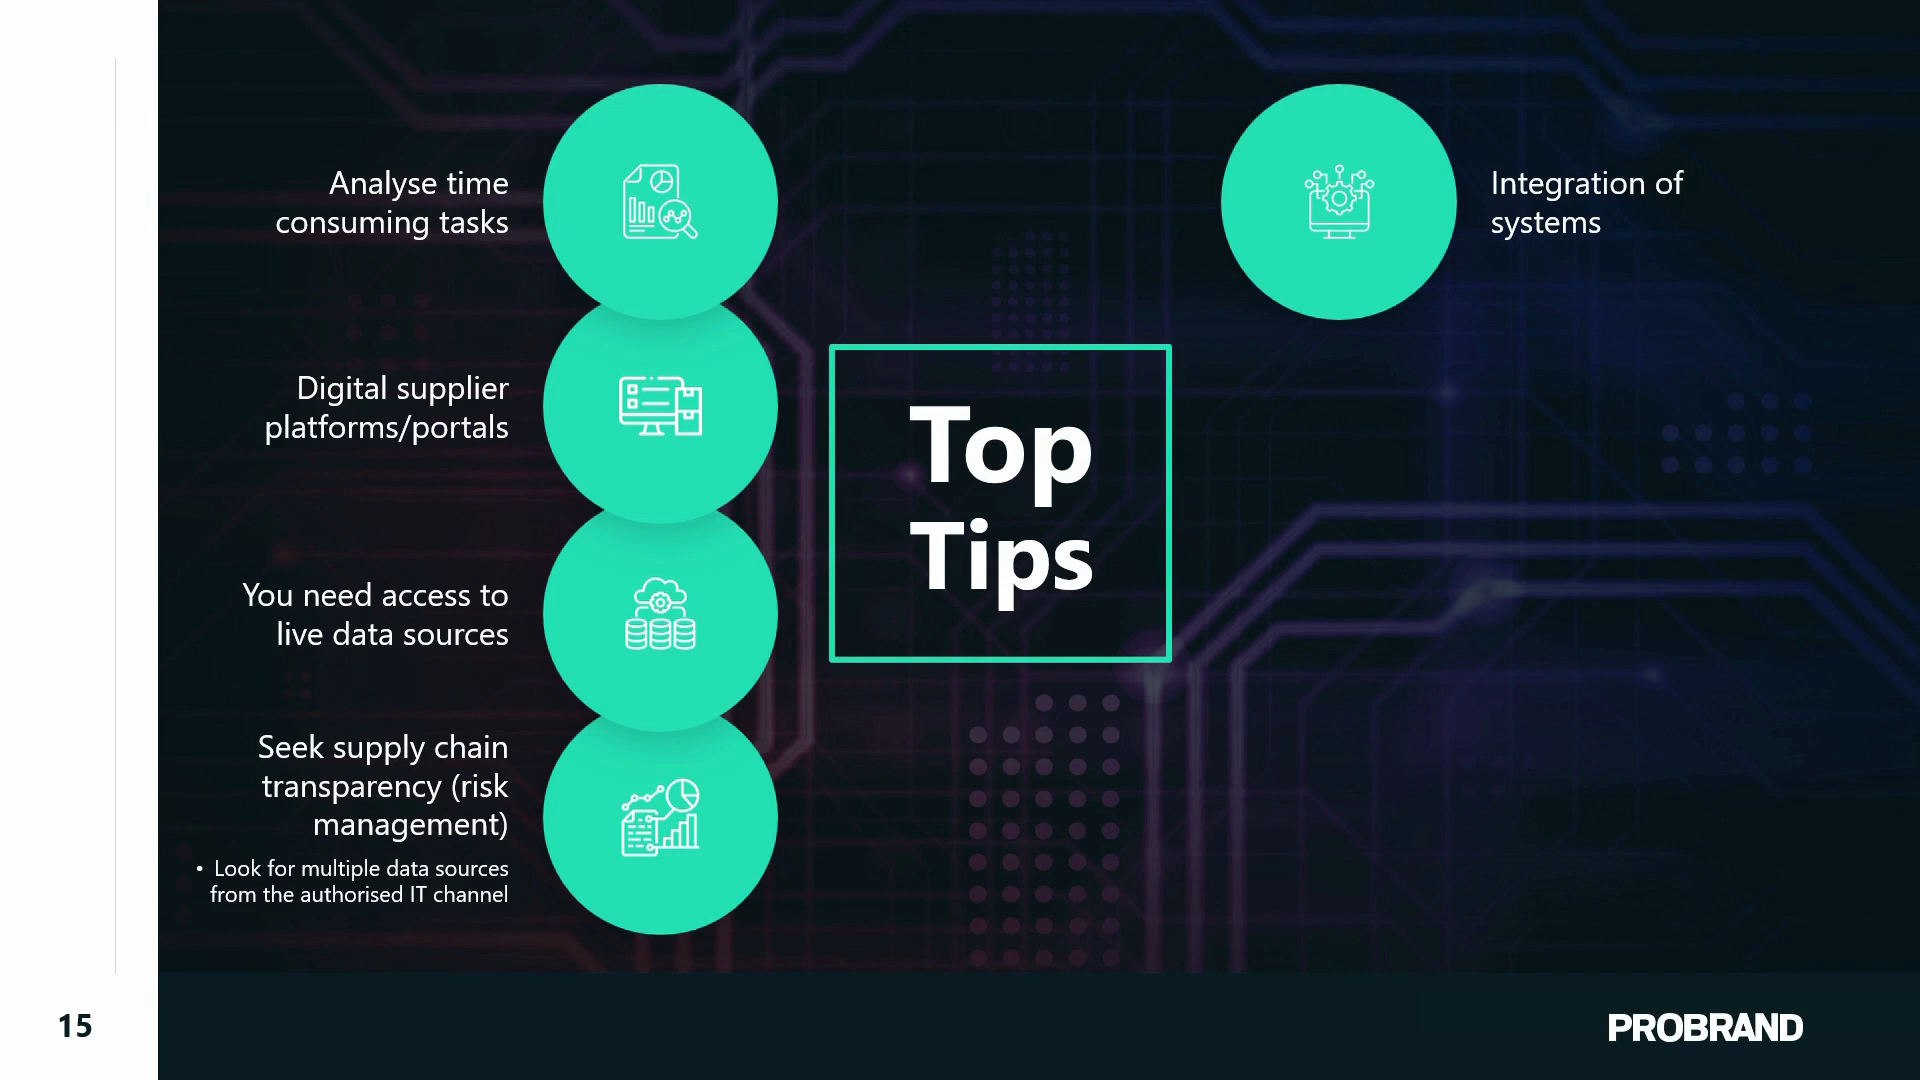 Analyse time
consuming tasks
Digital supplier
platforms/portals
You need access to
live data sources
Seek supply chain
transparency (risk
management)
• Look for multiple data sources
from the authorised IT channel
Top
Tips
Integration of
systems
15
PROBRAND